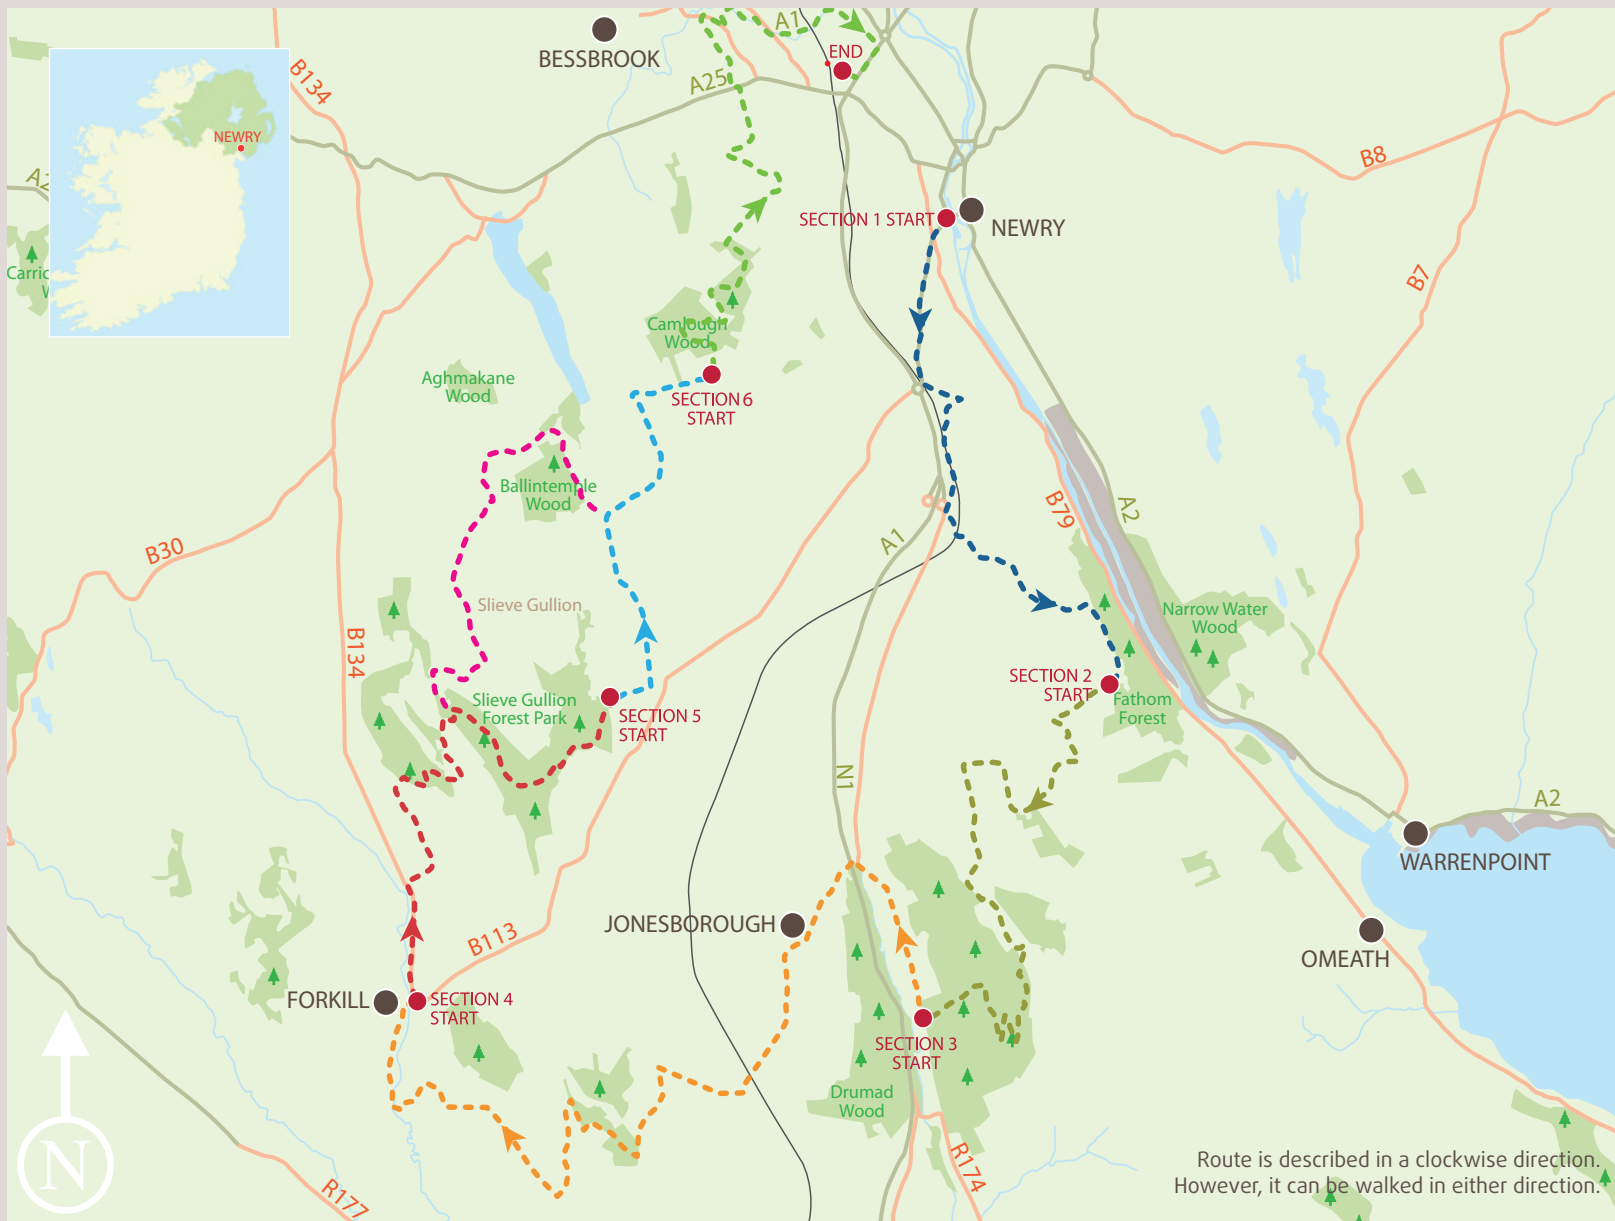 A1
BESSBROOK
END
A25
B134
NEWRY
B8
A2
SECTION 1 START
NEWRY
Carric
W
B7
Camlough
Wood
Aghmakane
Wood
SECTION 6
START
Ballintemple
Wood
B79
A2
A1
B30
Slieve Gullion
Narrow Water
Wood
B134
SECTION 2
START
Fathom
Forest
Slieve Gullion
Forest Park
SECTION 5
START
N1
A2
WARRENPOINT
JONESBOROUGH
B113
OMEATH
FORKILL
SECTION 4
START
SECTION 3
START
Drumad
Wood
N
R174
R177
Route is described in a clockwise direction.
However, it can be walked in either direction.